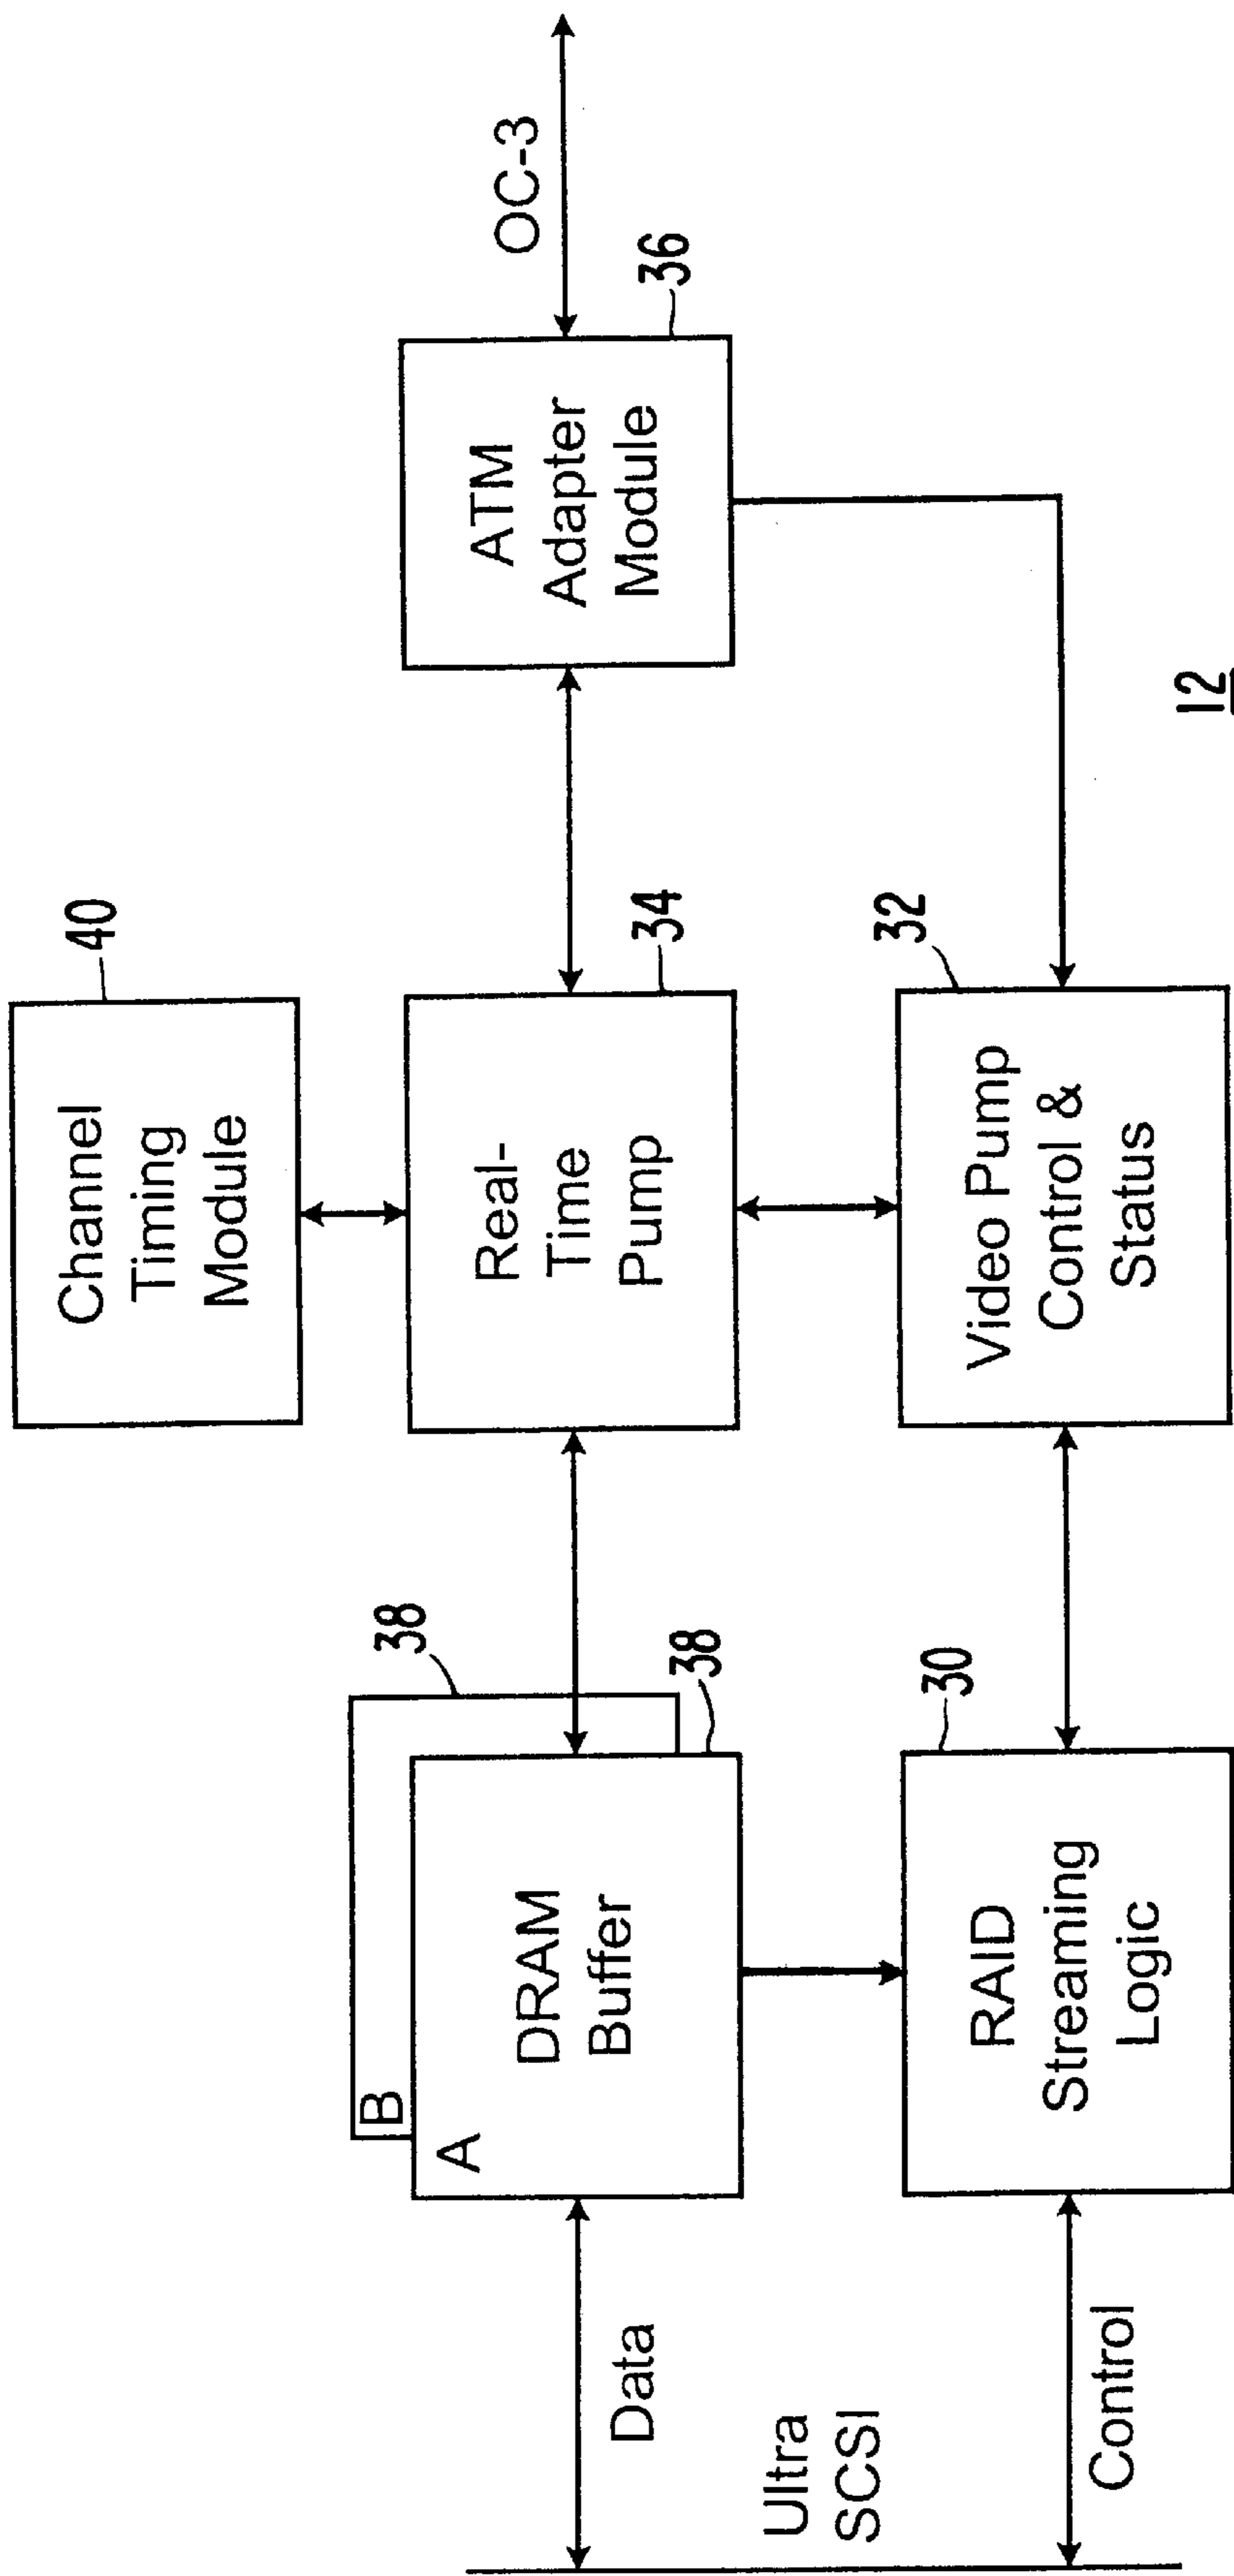 40
Channel
Timing
Module
OC-3
38
B
A
DRAM
Buffer
38
34
Real-
Time
Pump
36
ATM
Adapter
Module
Data
Ultra
SCSI
Control
30
RAID
Streaming
Logic
32
Video Pump
Control &
Status
12